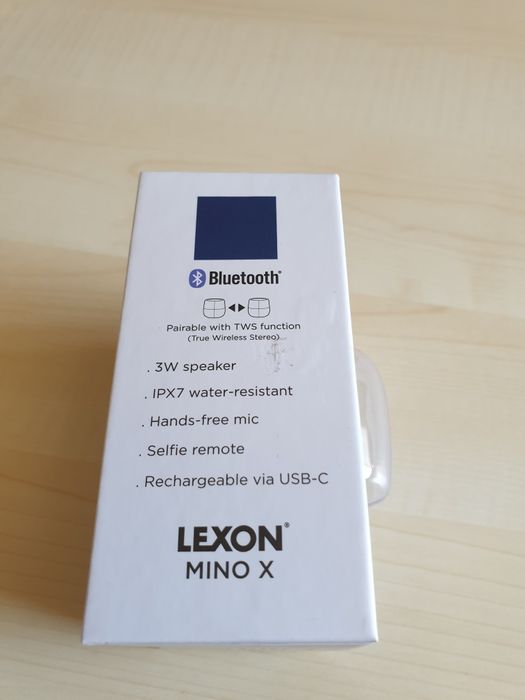 Bluetooth®
Pairable with TWS function
(True Wireless Stereo)
. 3W speaker
. IPX7 water-resistant
. Hands-free mic
. Selfie remote
. Rechargeable via USB-C
LEXON®
MINO X